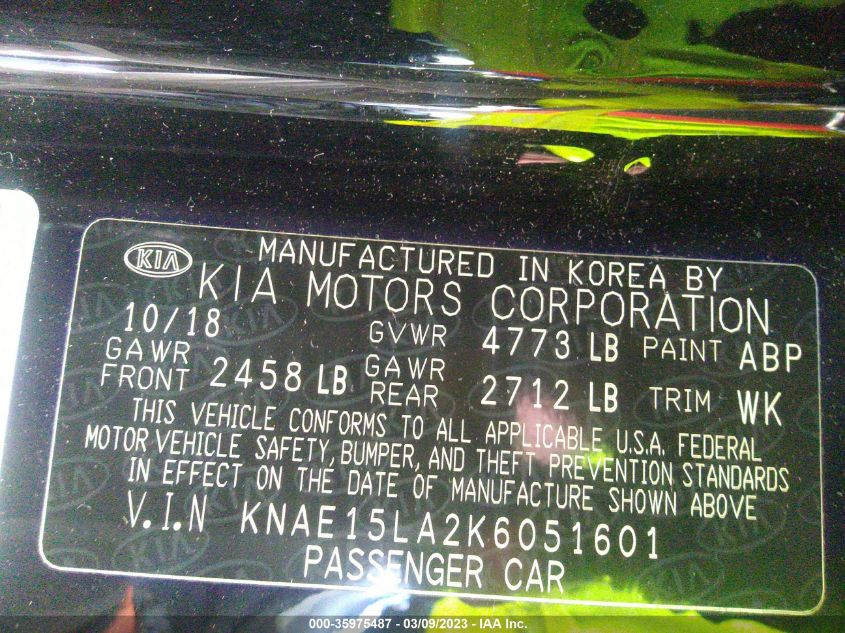 KIA
MANUFACTURED IN KOREA BY
KIA MOTORS CORPORATION
10/18 GVWR 4773 LB PAINT ABP
GAWR FRONT 2458 LB GAWR REAR 2712 LB TRIM WK
THIS VEHICLE CONFORMS TO ALL APPLICABLE U.S.A. FEDERAL
MOTOR VEHICLE SAFETY, BUMPER, AND THEFT PREVENTION STANDARDS
IN EFFECT ON THE DATE OF MANUFACTURE SHOWN ABOVE
V.I.N KNAE15LA2K6051601
PASSENGER CAR
000-35975487 - 03/09/2023 - IAA Inc.